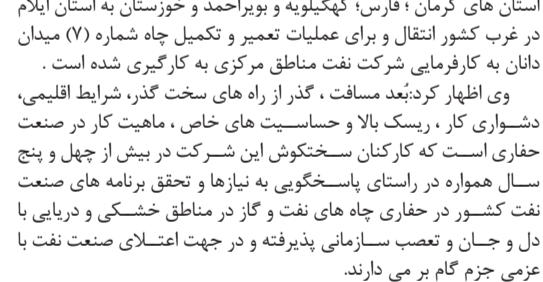 استان های کرمان ؛ فارس؛ کهگیلویه و بویراحمد و خوزستان به استان ایلام
در غرب کشور انتقال و برای عملیات تعمیر و تکمیل چاه شماره (۷) میدان
دانان به کارفرمایی شرکت نفت مناطق مرکزی به کارگیری شده است .
وی اظهار کرد:بُعد مسافت ، گذر از راه های سخت گذر، شرایط اقلیمی،
دشـواری کار ، ریسک بالا و حساسیت های خاص ، ماهیت کار در صنعت
حفاری است که کارکنان سختکوش این شرکت در بیش از چهل و پنج
سال همواره در راستای پاسخگویی به نیازها و تحقق برنامه های صنعت
نفت کشور در حفاری چاه های نفت و گاز در مناطق خشکی و دریایی با
دل و جان و تعصب سازمانی پذیرفته و در جهت اعتلای صنعت نفت با
عزمی جزم گام بر می دارند.